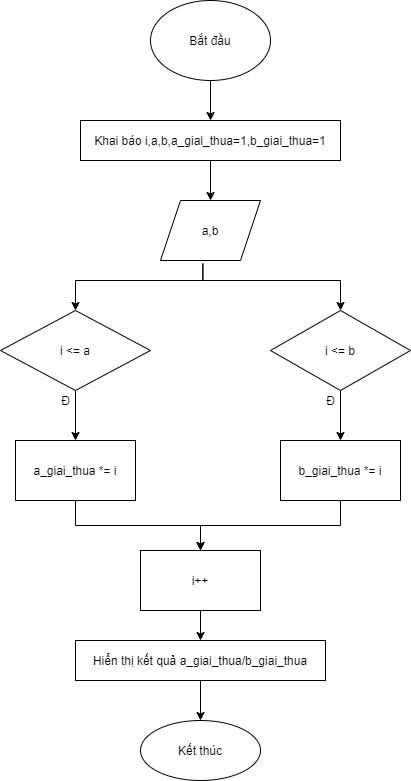 Bắt đầu
Khai báo i,a,b,a_giai_thua=1,b_giai_thua=1
a,b
i <= a
i <= b
Đ
Đ
a_giai_thua *= i
b_giai_thua *= i
i++
Hiển thị kết quả a_giai_thua/b_giai_thua
Kết thúc